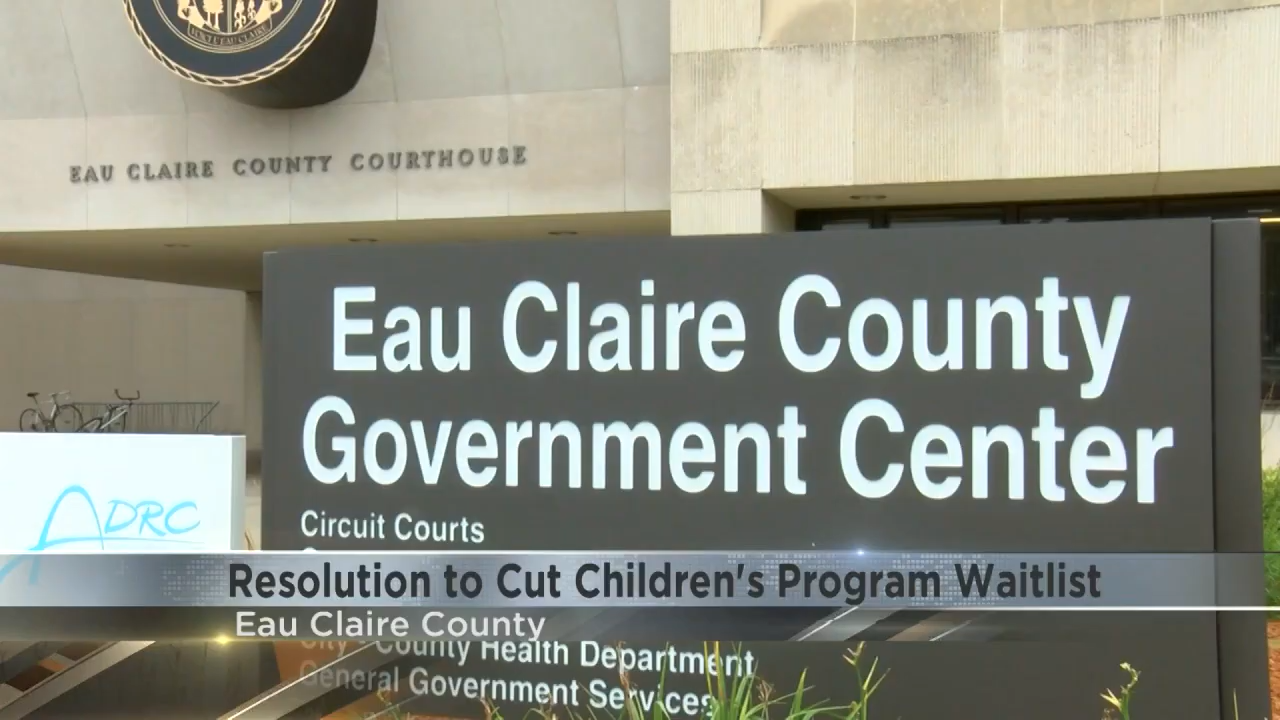 EAU CLAIRE COUNTY COURTHOUSE
Eau Claire County
Government Center
Circuit Courts
ADRC
Resolution to Cut Children's Program Waitlist
Eau Claire County
City - County Health Department
General Government Services